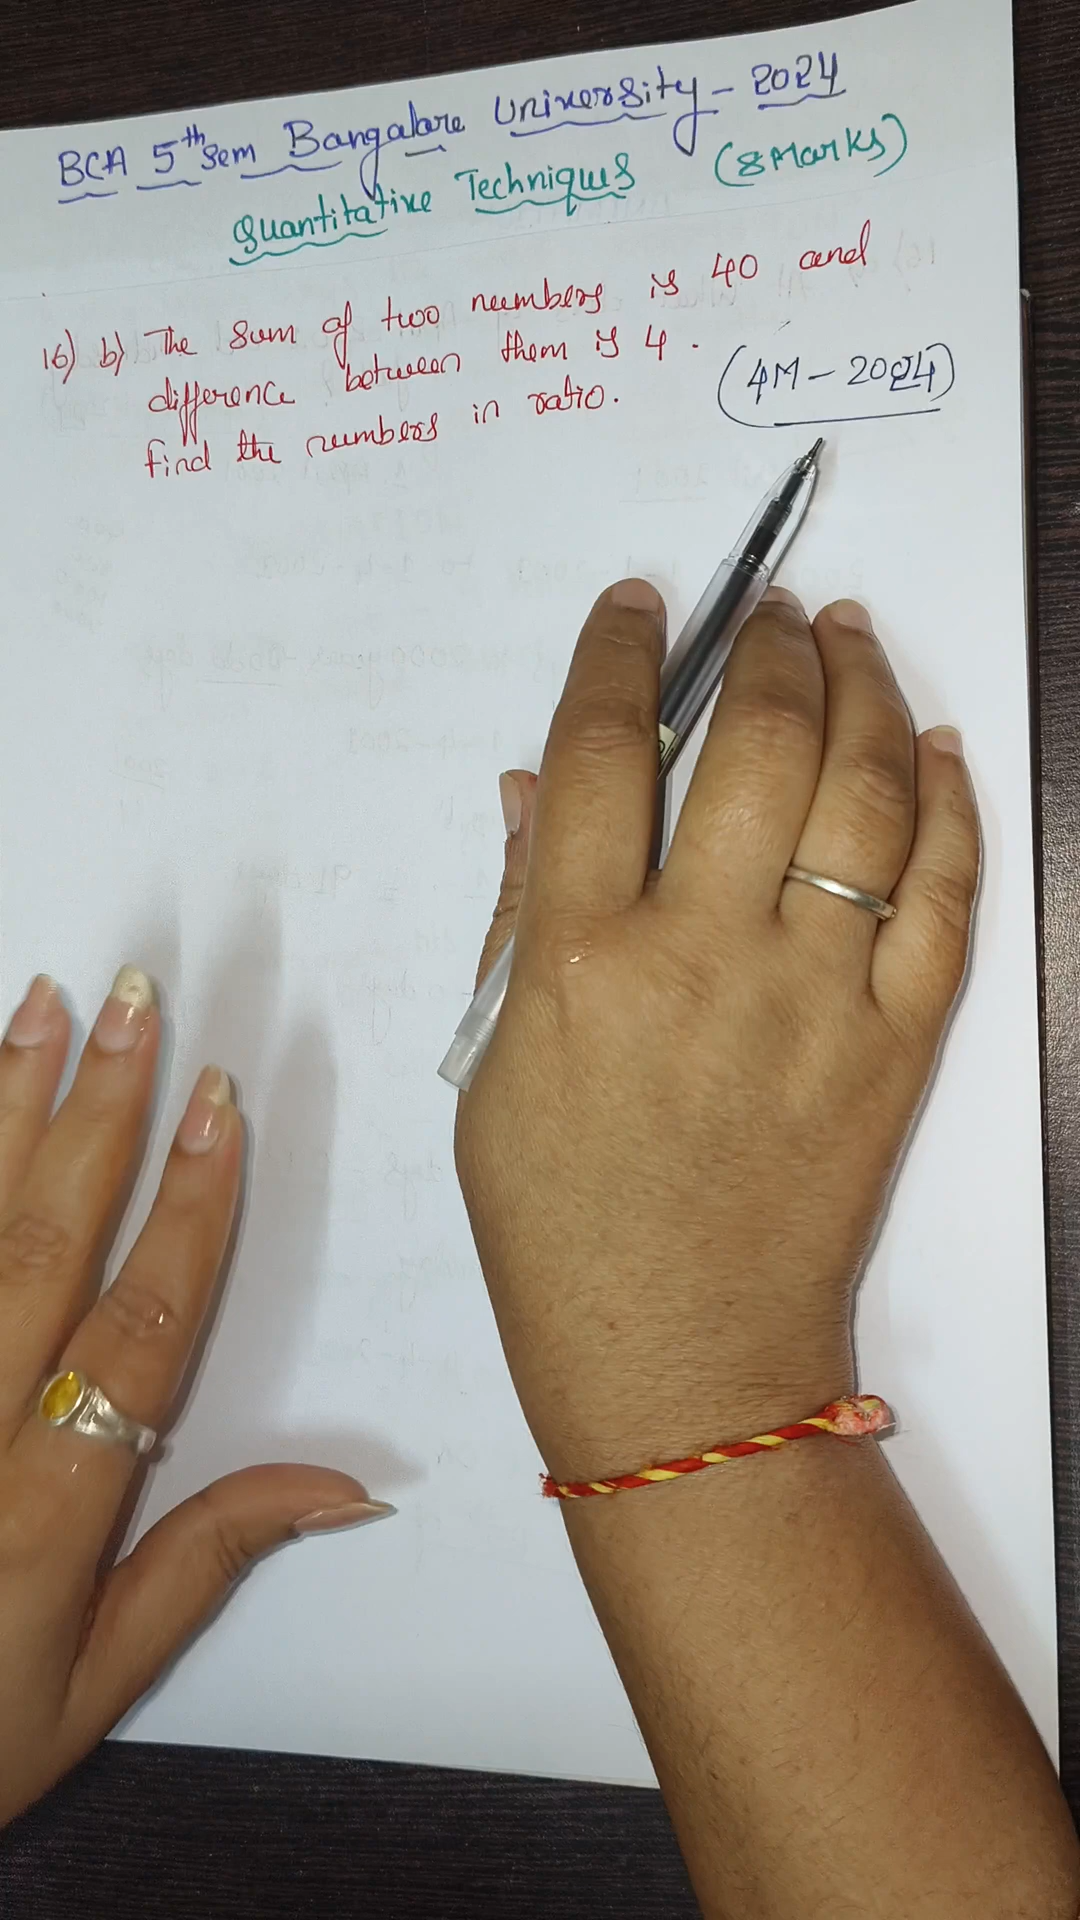 BCA 5th Sem Bangalore University - 2024
Quantitative Techniques (8 Marks)
16) b) The sum of two numbers is 40 and
difference between them is 4.
find the numbers in ratio. (4M - 2024)